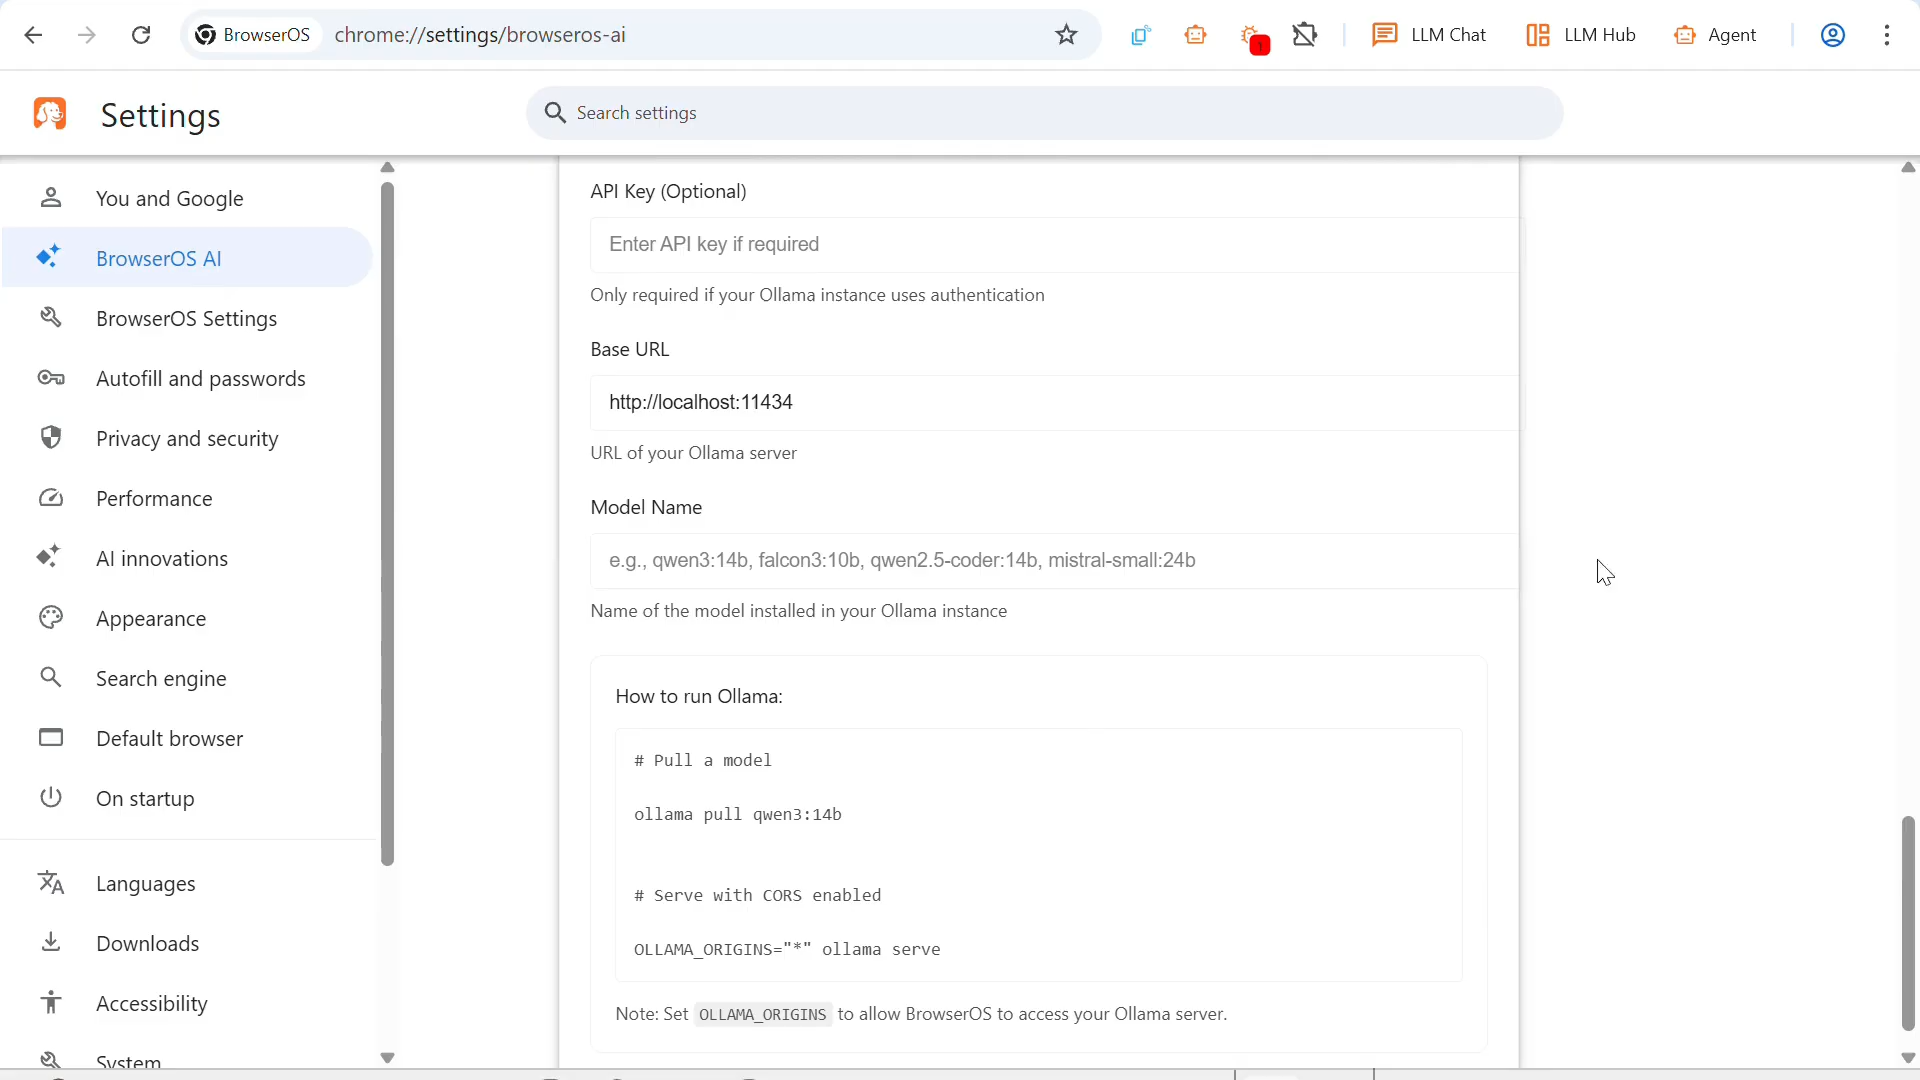 BrowserOS
chrome://settings/browseros-ai
1
LLM Chat
LLM Hub
Agent
Settings
Search settings
You and Google
BrowserOS AI
BrowserOS Settings
Autofill and passwords
Privacy and security
Performance
AI innovations
Appearance
Search engine
Default browser
On startup
Languages
Downloads
Accessibility
System
API Key (Optional)
Enter API key if required
Only required if your Ollama instance uses authentication
Base URL
http://localhost:11434
URL of your Ollama server
Model Name
e.g., qwen3:14b, falcon3:10b, qwen2.5-coder:14b, mistral-small:24b
Name of the model installed in your Ollama instance
How to run Ollama:
# Pull a model
ollama pull qwen3:14b
# Serve with CORS enabled
OLLAMA_ORIGINS="*" ollama serve
Note: Set OLLAMA_ORIGINS to allow BrowserOS to access your Ollama server.